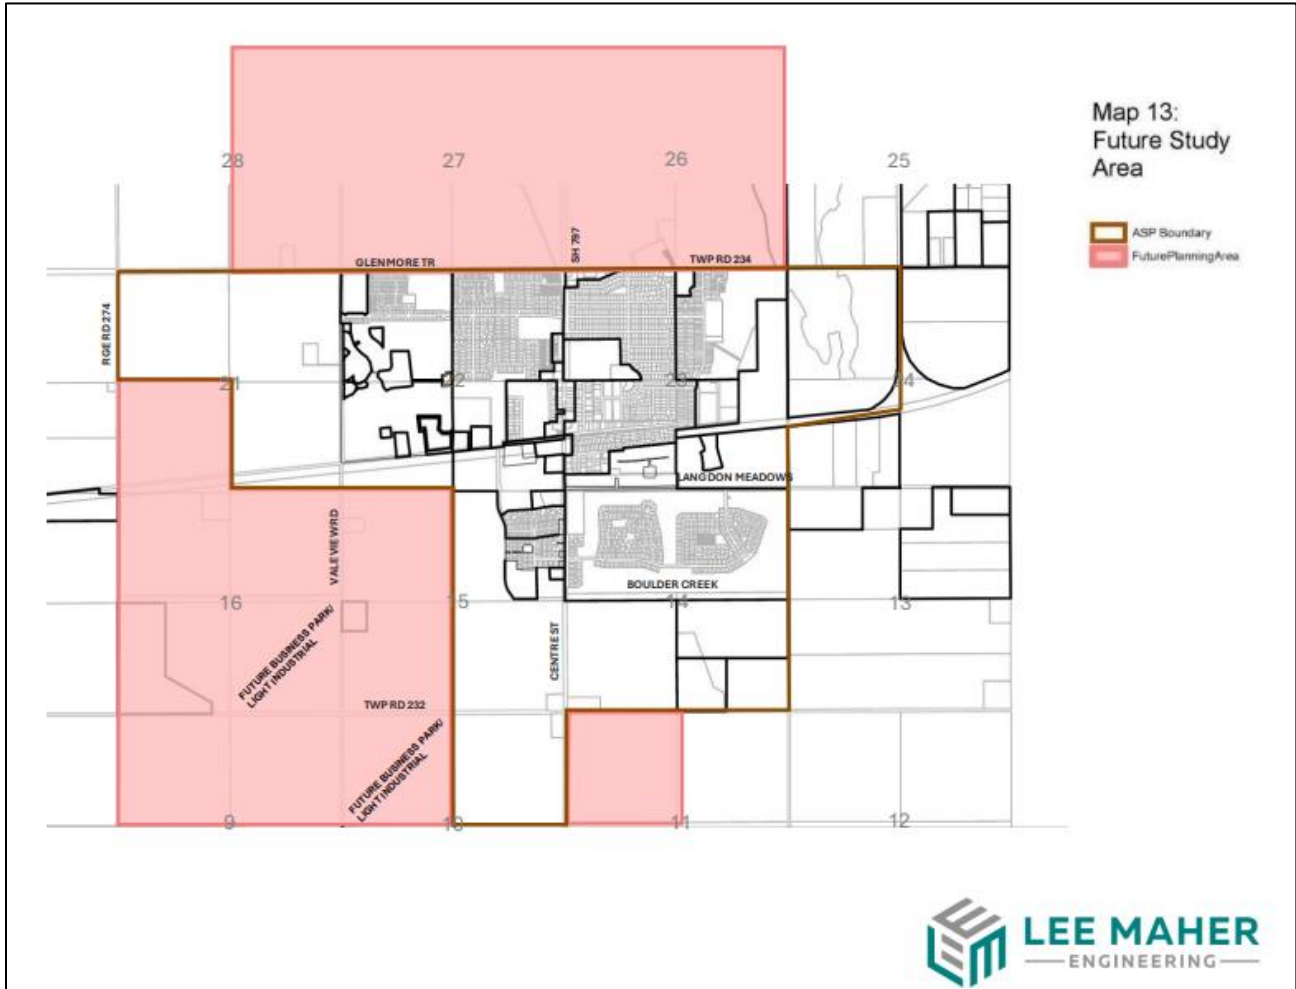 Map 13:
Future Study
Area
ASP Boundary
FuturePlanningArea
28
27
26
25
SH 797
GLENMORE TR
TWP RD 234
RGE RD 274
21
22
23
24
LANGDON MEADOWS
VALE VIEW RD
BOULDER CREEK
16
15
14
13
FUTURE BUSINESS PARK/
LIGHT INDUSTRIAL
CENTRE ST
TWP RD 232
FUTURE BUSINESS PARK/
LIGHT INDUSTRIAL
9
10
11
12
LEE MAHER
ENGINEERING